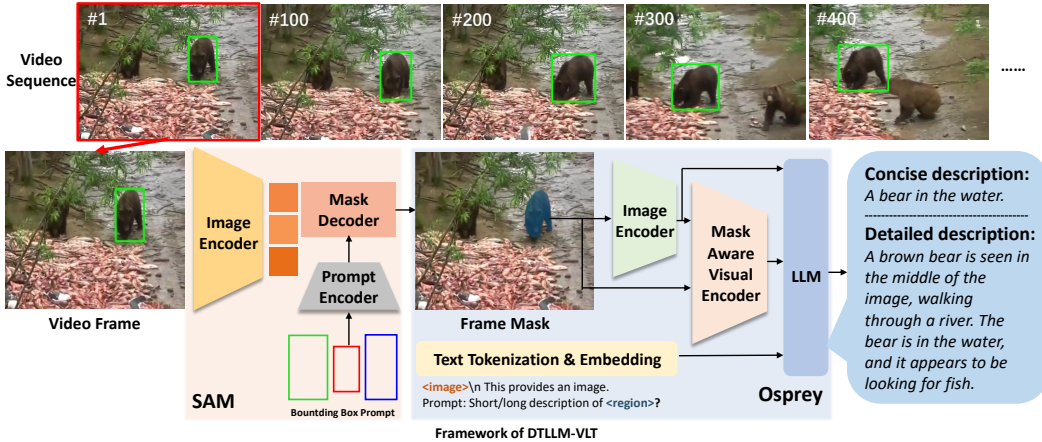 Video
Sequence
#1
#100
#200
#300
#400
......
Video Frame
Image
Encoder
Mask
Decoder
Prompt
Encoder
Boundting Box Prompt
SAM
Frame Mask
Image
Encoder
Mask
Aware
Visual
Encoder
LLM
Text Tokenization & Embedding
<image>\n This provides an image.
Prompt: Short/long description of <region>?
Osprey
Concise description:
A bear in the water.
Detailed description:
A brown bear is seen in
the middle of the
image, walking
through a river. The
bear is in the water,
and it appears to be
looking for fish.
Framework of DTLLM-VLT